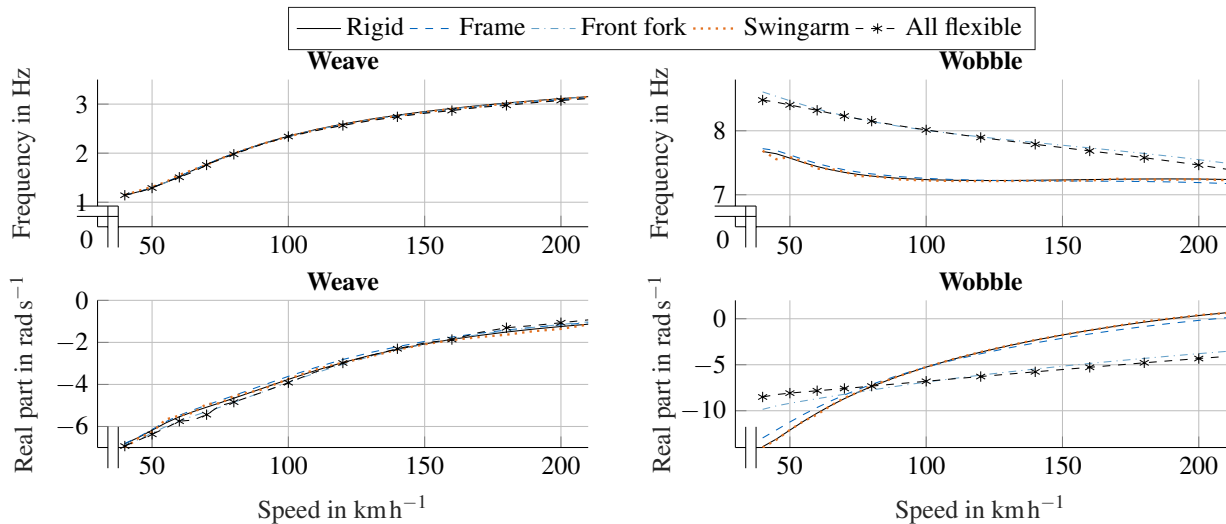 Rigid Frame Front fork Swingarm All flexible
Weave
Frequency in Hz
3
2
1
0
50 100 150 200
Wobble
Frequency in Hz
8
7
0
50 100 150 200
Weave
Real part in rad s⁻¹
0
−2
−4
−6
50 100 150 200
Speed in km h⁻¹
Wobble
Real part in rad s⁻¹
0
−5
−10
50 100 150 200
Speed in km h⁻¹